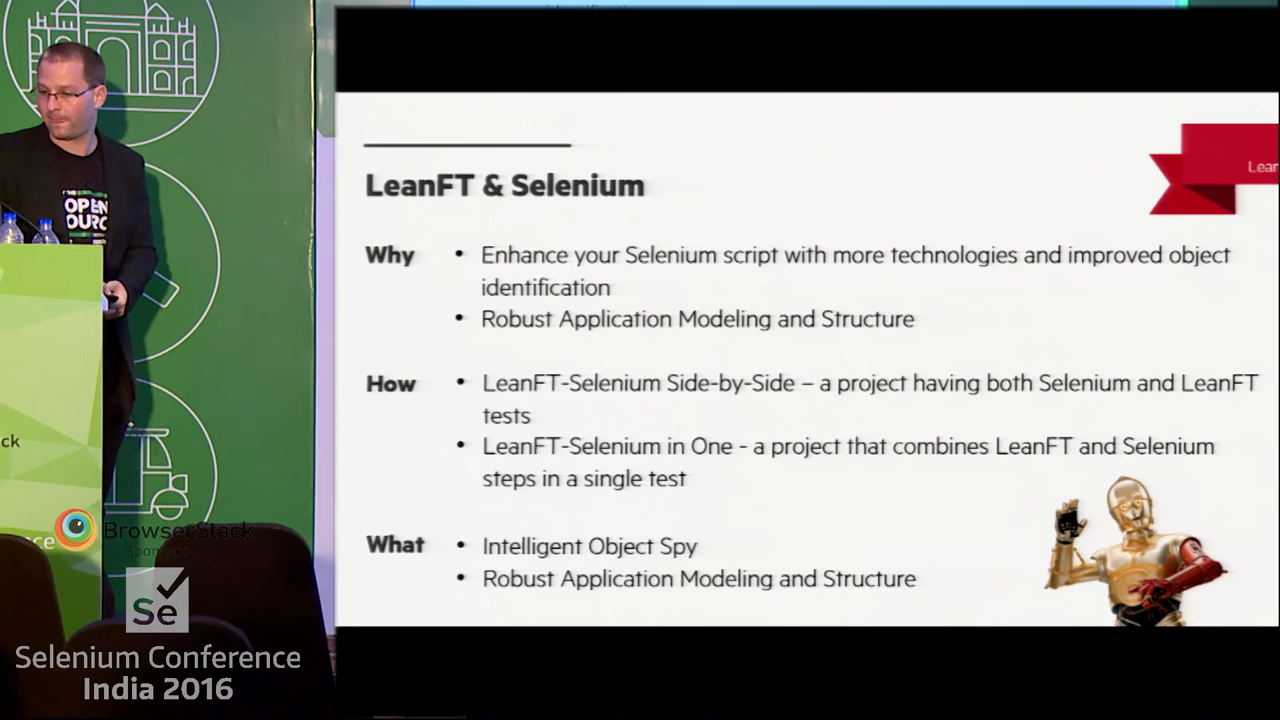 LeanFT & Selenium
Why
• Enhance your Selenium script with more technologies and improved object
identification
• Robust Application Modeling and Structure
How
• LeanFT-Selenium Side-by-Side – a project having both Selenium and LeanFT
tests
• LeanFT-Selenium in One - a project that combines LeanFT and Selenium
steps in a single test
What
• Intelligent Object Spy
• Robust Application Modeling and Structure
Lean
OPEN
OURC
ck
BrowserStack
Se
Selenium Conference
India 2016